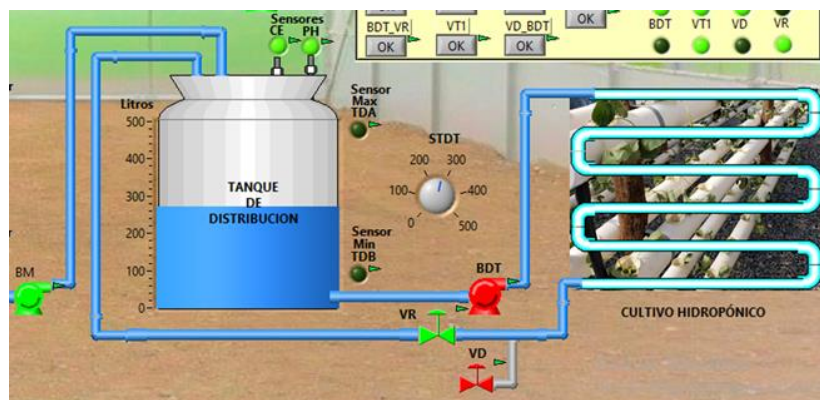 Sensores
CE PH
BDT_VR VT1 VD_BDT OK
OK OK OK
BDT VT1 VD VR
Litros
500
400
300
200
100
0
Sensor
Max
TDA
STDT
200 300
100 400
0 500
TANQUE
DE
DISTRIBUCION
Sensor
Min
TDB
BM
BDT
VR
VD
CULTIVO HIDROPÓNICO